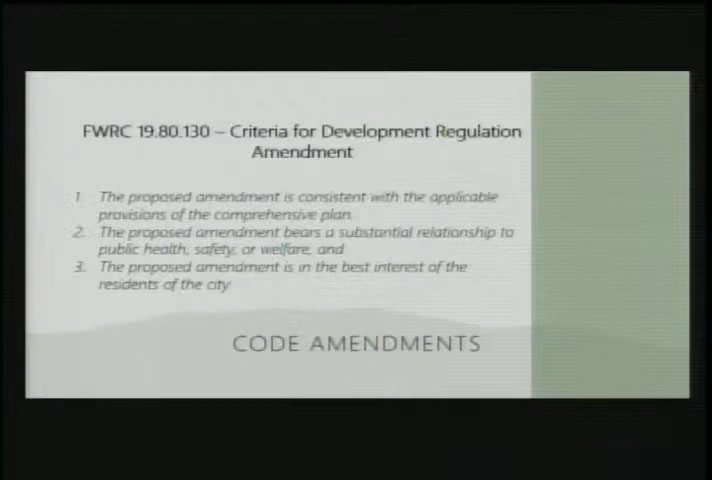 FWRC 19.80.130 – Criteria for Development Regulation
Amendment
1. The proposed amendment is consistent with the applicable
provisions of the comprehensive plan
2. The proposed amendment bears a substantial relationship to
public health, safety, or welfare, and
3. The proposed amendment is in the best interest of the
residents of the city
CODE AMENDMENTS